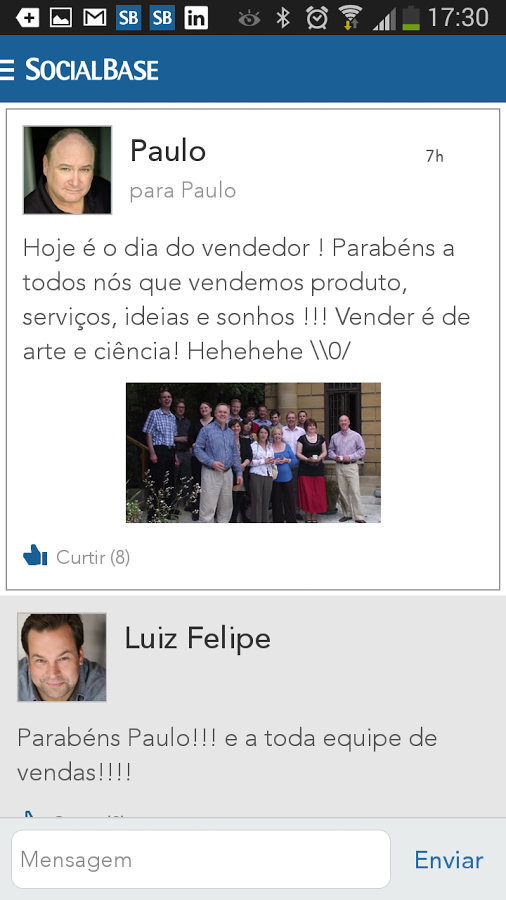 SB SB in 17:30
SOCIALBASE
Paulo 7h
para Paulo
Hoje é o dia do vendedor ! Parabéns a
todos nós que vendemos produto,
serviços, ideias e sonhos !!! Vender é de
arte e ciência! Hehehehe \\0/
Curtir (8)
Luiz Felipe
Parabéns Paulo!!! e a toda equipe de
vendas!!!!
Mensagem Enviar